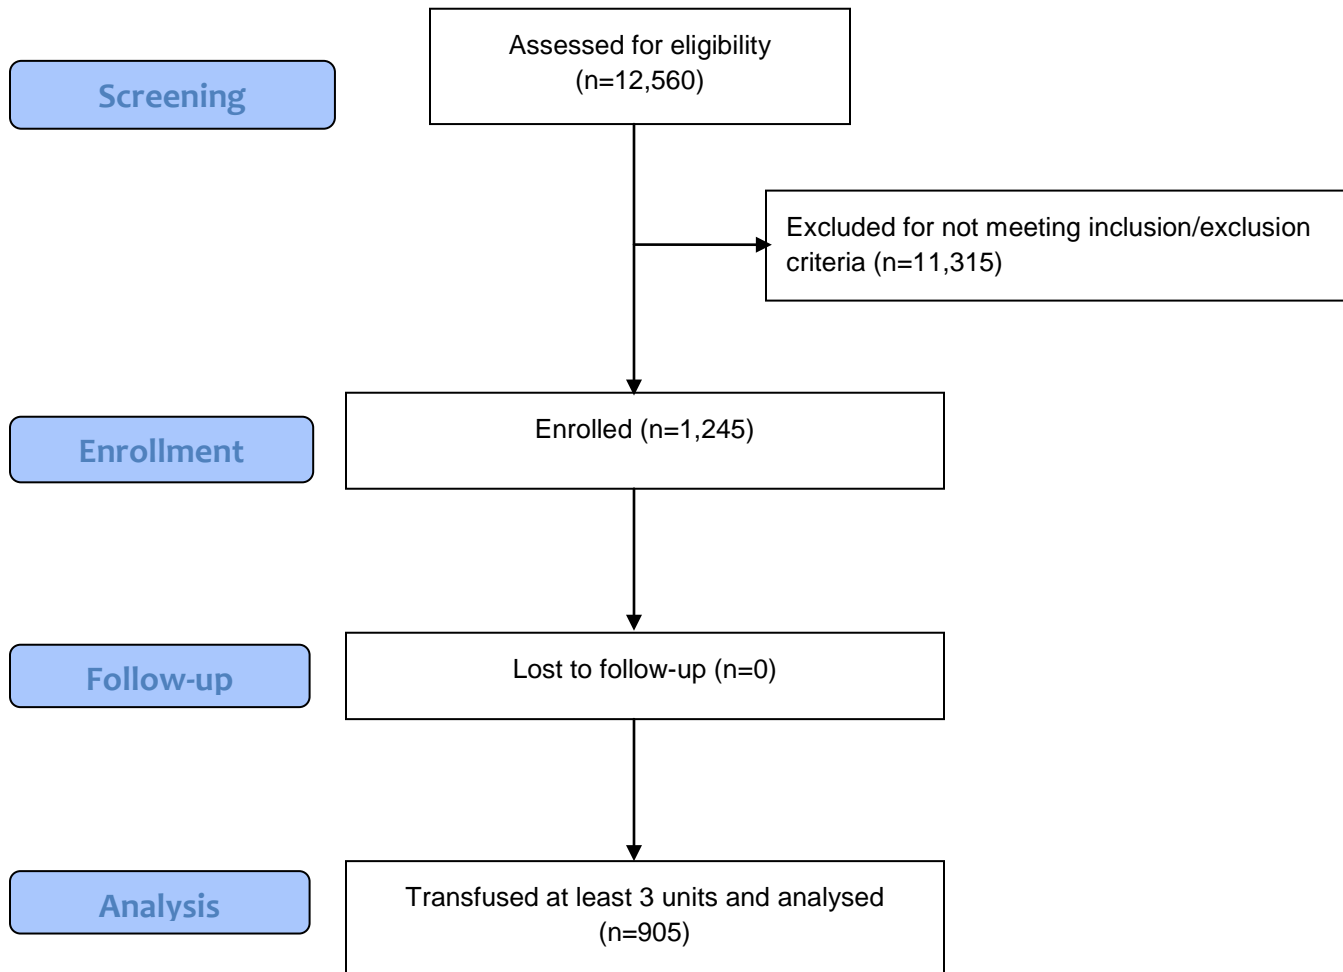 Screening
Assessed for eligibility
(n=12,560)
Excluded for not meeting inclusion/exclusion
criteria (n=11,315)
Enrollment
Enrolled (n=1,245)
Follow-up
Lost to follow-up (n=0)
Analysis
Transfused at least 3 units and analysed
(n=905)